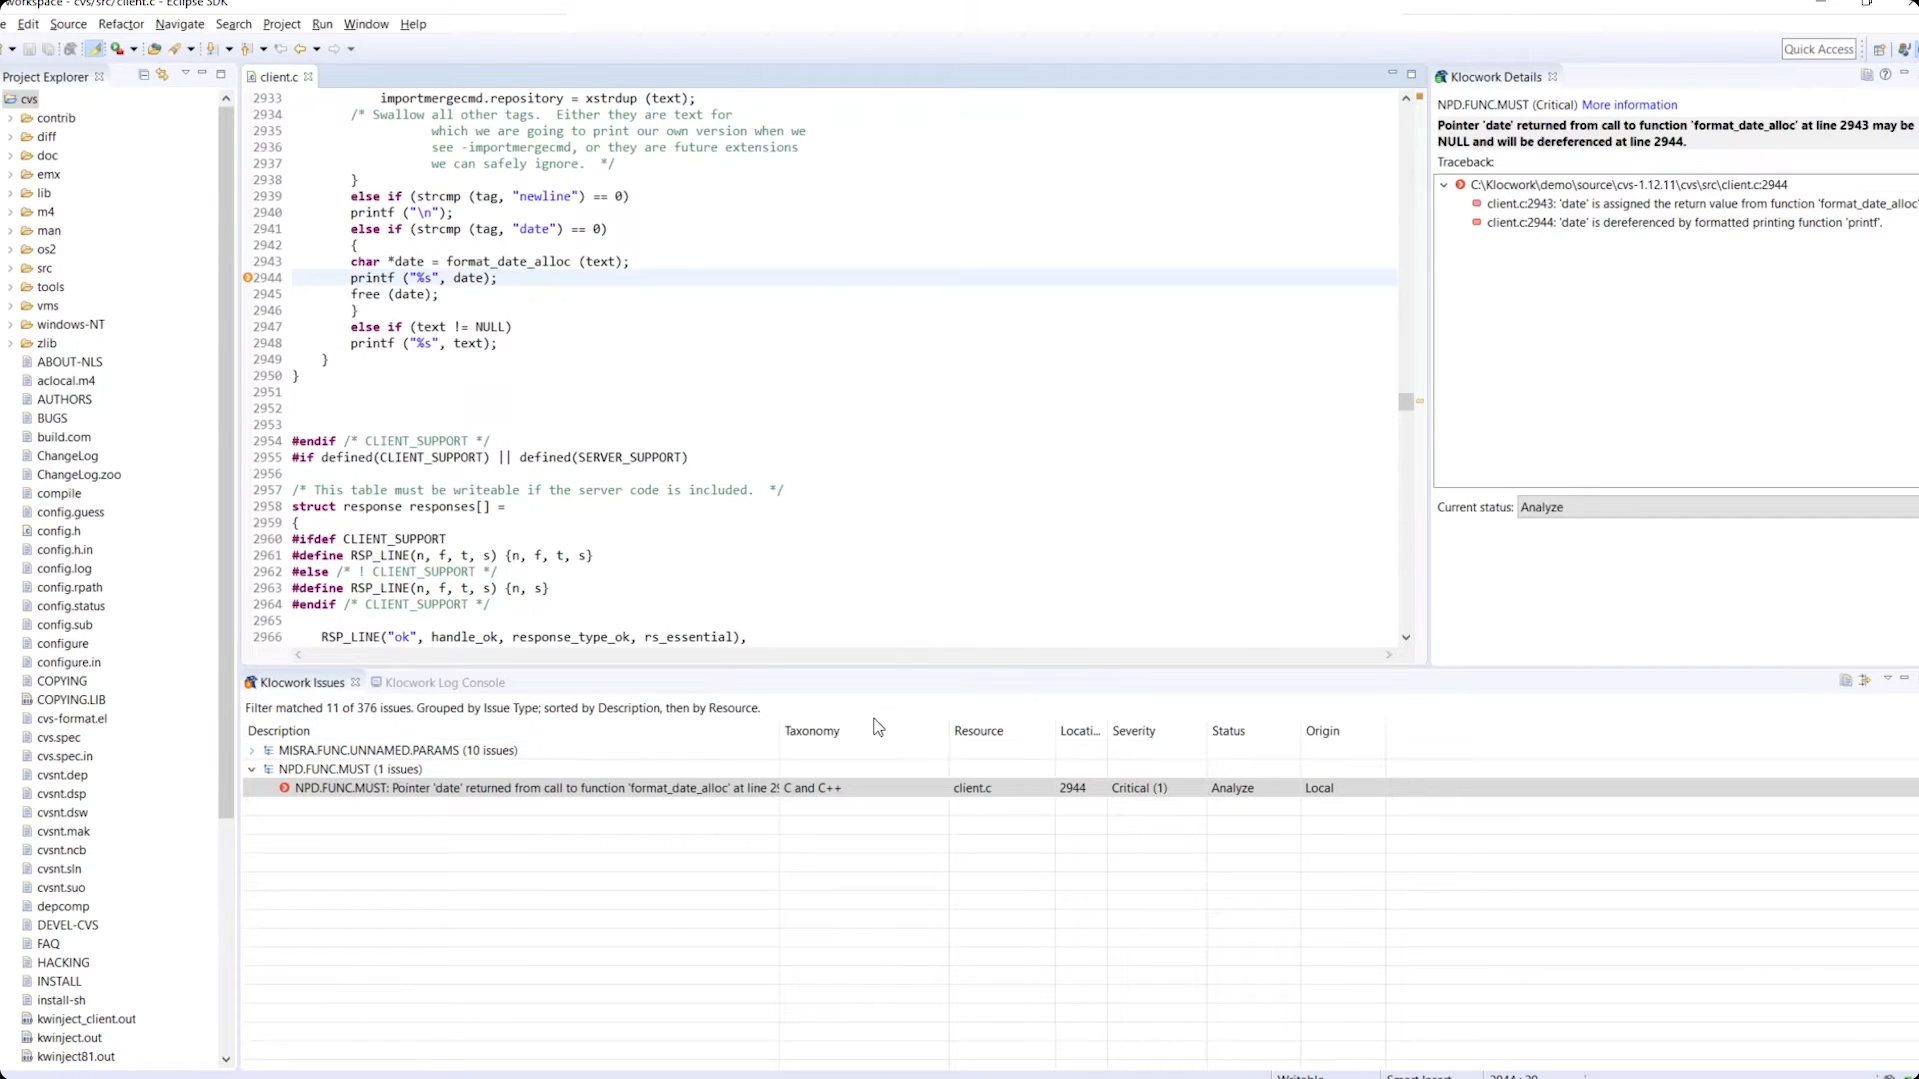 workspace - cvs/src/client.c - Eclipse SDK
Edit Source Refactor Navigate Search Project Run Window Help
Quick Access
Project Explorer
cvs
contrib
diff
doc
emx
lib
m4
man
os2
src
tools
vms
windows-NT
zlib
ABOUT-NLS
aclocal.m4
AUTHORS
BUGS
build.com
ChangeLog
ChangeLog.zoo
compile
config.guess
config.h
config.h.in
config.log
config.rpath
config.status
config.sub
configure
configure.in
COPYING
COPYING.LIB
cvs-format.el
cvs.spec
cvs.spec.in
cvsnt.dep
cvsnt.dsp
cvsnt.dsw
cvsnt.mak
cvsnt.ncb
cvsnt.sln
cvsnt.suo
depcomp
DEVEL-CVS
FAQ
HACKING
INSTALL
install-sh
kwinject_client.out
kwinject.out
kwinject81.out
client.c
2933 importmergecmd.repository = xstrdup (text);
2934 /* Swallow all other tags. Either they are text for
2935 which we are going to print our own version when we
2936 see -importmergecmd, or they are future extensions
2937 we can safely ignore. */
2938 }
2939 else if (strcmp (tag, "newline") == 0)
2940 printf ("\n");
2941 else if (strcmp (tag, "date") == 0)
2942 {
2943 char *date = format_date_alloc (text);
2944 printf ("%s", date);
2945 free (date);
2946 }
2947 else if (text != NULL)
2948 printf ("%s", text);
2949 }
2950 }
2951
2952
2953
2954 #endif /* CLIENT_SUPPORT */
2955 #if defined(CLIENT_SUPPORT) || defined(SERVER_SUPPORT)
2956
2957 /* This table must be writeable if the server code is included. */
2958 struct response responses[] =
2959 {
2960 #ifdef CLIENT_SUPPORT
2961 #define RSP_LINE(n, f, t, s) {n, f, t, s}
2962 #else /* ! CLIENT_SUPPORT */
2963 #define RSP_LINE(n, f, t, s) {n, s}
2964 #endif /* CLIENT_SUPPORT */
2965
2966 RSP_LINE("ok", handle_ok, response_type_ok, rs_essential),
Klocwork Details
NPD.FUNC.MUST (Critical) More information
Pointer 'date' returned from call to function 'format_date_alloc' at line 2943 may be
NULL and will be dereferenced at line 2944.
Traceback:
C:\Klocwork\demo\source\cvs-1.12.11\cvs\src\client.c:2944
client.c:2943: 'date' is assigned the return value from function 'format_date_alloc'
client.c:2944: 'date' is dereferenced by formatted printing function 'printf'.
Current status: Analyze
Klocwork Issues Klocwork Log Console
Filter matched 11 of 376 issues. Grouped by Issue Type; sorted by Description, then by Resource.
Description Taxonomy Resource Locati... Severity Status Origin
MISRA.FUNC.UNNAMED.PARAMS (10 issues)
NPD.FUNC.MUST (1 issues)
NPD.FUNC.MUST: Pointer 'date' returned from call to function 'format_date_alloc' at line 29 C and C++ client.c 2944 Critical (1) Analyze Local